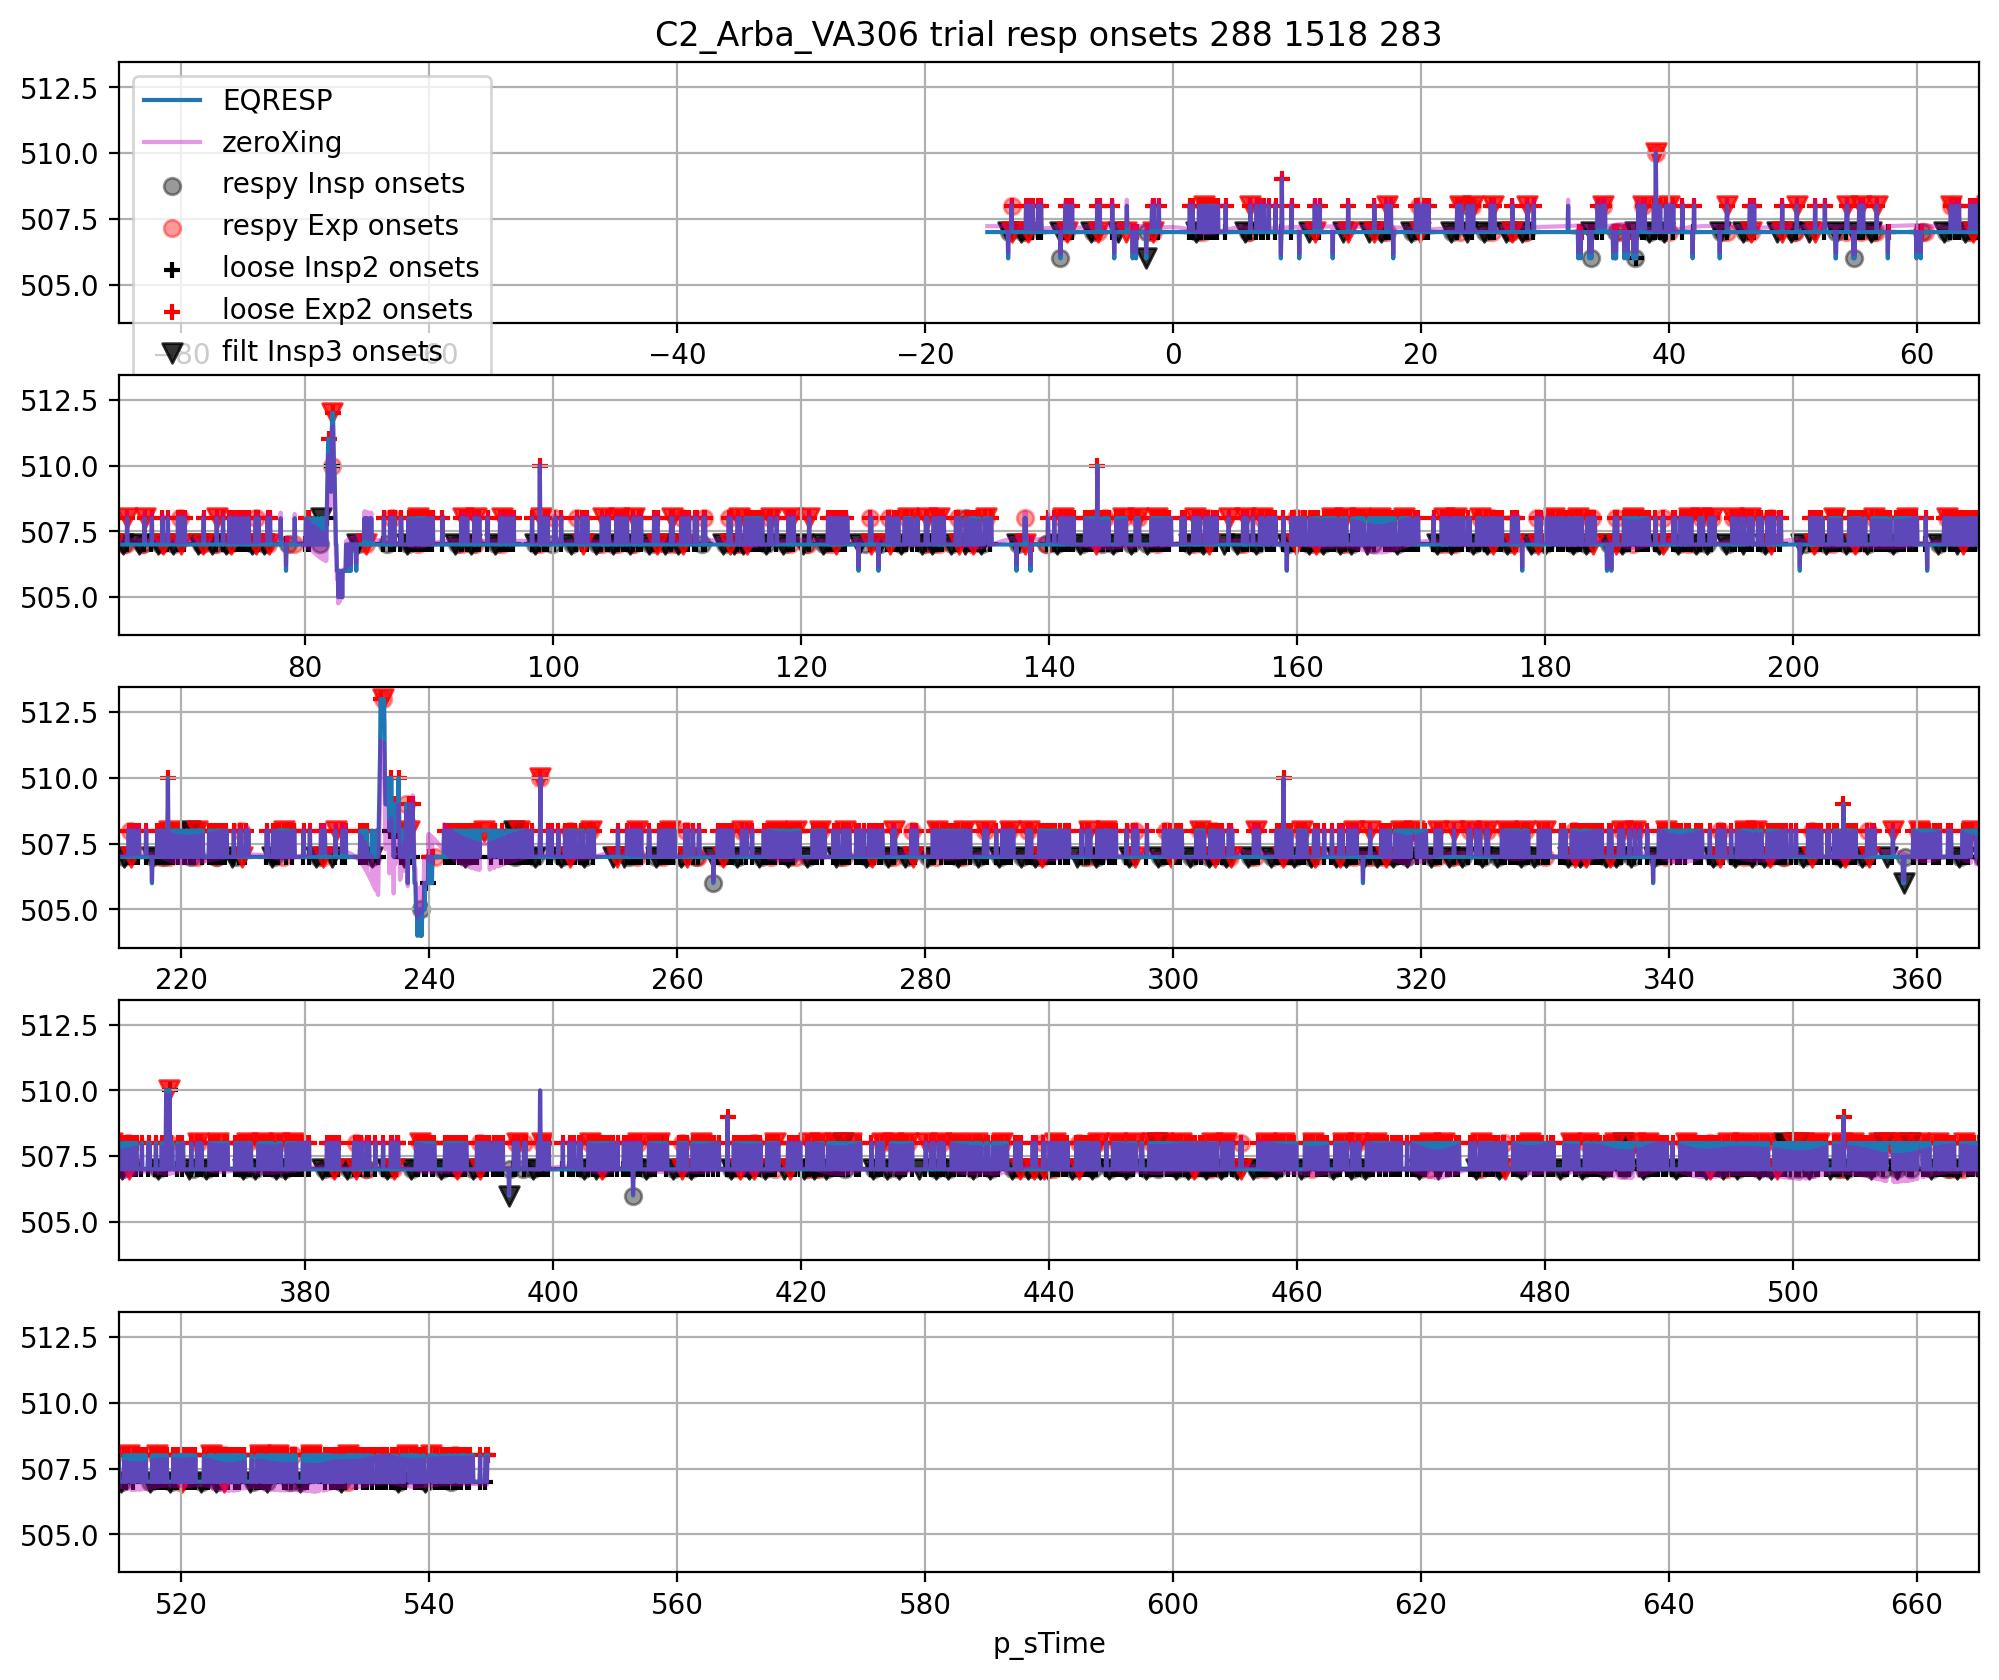 C2_Arba_VA306 trial resp onsets 288 1518 283
512.5
510.0
507.5
505.0
EQRESP
zeroXing
respy Insp onsets
respy Exp onsets
loose Insp2 onsets
loose Exp2 onsets
filt Insp3 onsets
−80 −60 −40 −20 0 20 40 60
512.5
510.0
507.5
505.0
80 100 120 140 160 180 200
512.5
510.0
507.5
505.0
220 240 260 280 300 320 340 360
512.5
510.0
507.5
505.0
380 400 420 440 460 480 500
512.5
510.0
507.5
505.0
520 540 560 580 600 620 640 660
p_sTime